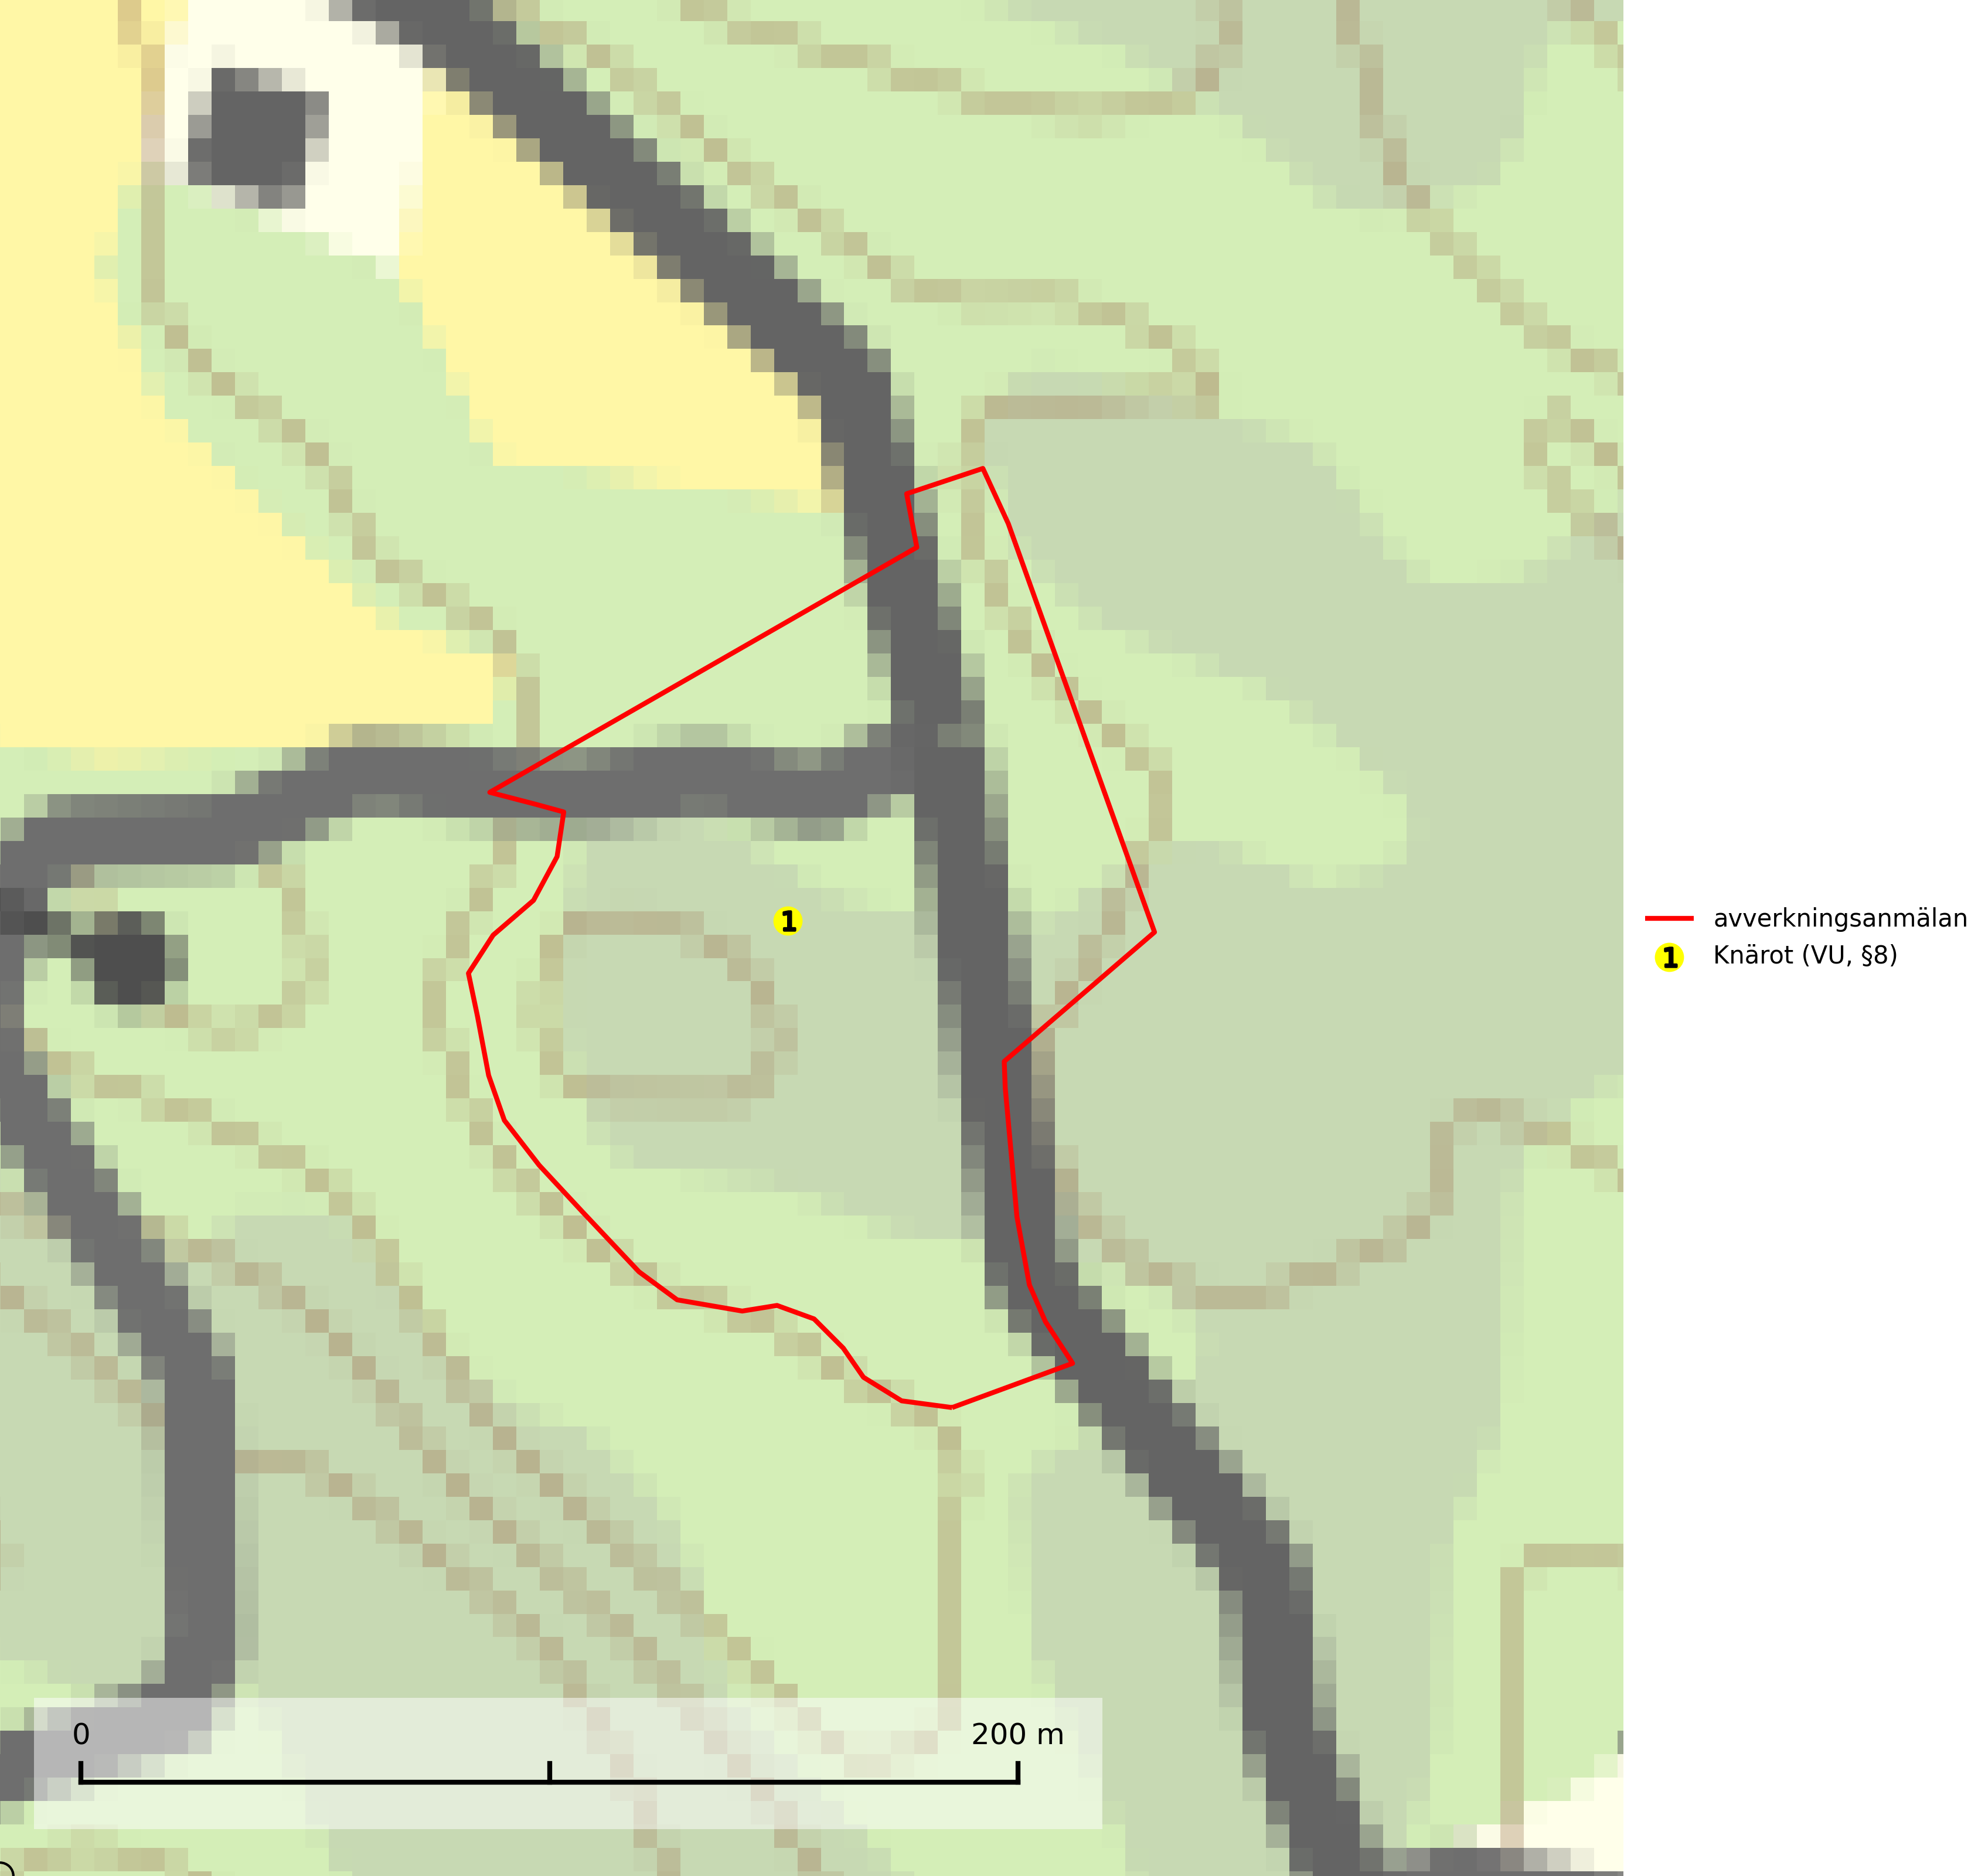 1
avverkningsanmälan
1 Knärot (VU, §8)
0 200 m